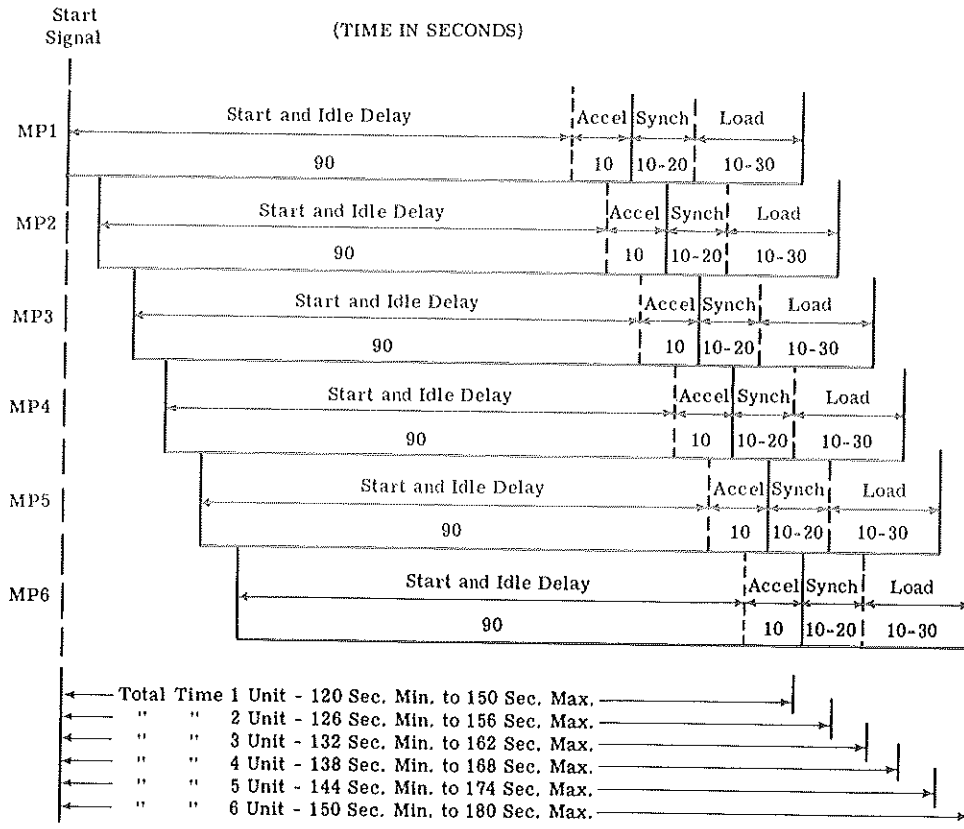 Start
Signal
(TIME IN SECONDS)
MP1
Start and Idle Delay
Accel
Synch
Load
90
10
10-20
10-30
MP2
Start and Idle Delay
Accel
Synch
Load
90
10
10-20
10-30
MP3
Start and Idle Delay
Accel
Synch
Load
90
10
10-20
10-30
MP4
Start and Idle Delay
Accel
Synch
Load
90
10
10-20
10-30
MP5
Start and Idle Delay
Accel
Synch
Load
90
10
10-20
10-30
MP6
Start and Idle Delay
Accel
Synch
Load
90
10
10-20
10-30
Total Time 1 Unit - 120 Sec. Min. to 150 Sec. Max.
" " 2 Unit - 126 Sec. Min. to 156 Sec. Max.
" " 3 Unit - 132 Sec. Min. to 162 Sec. Max.
" " 4 Unit - 138 Sec. Min. to 168 Sec. Max.
" " 5 Unit - 144 Sec. Min. to 174 Sec. Max.
" " 6 Unit - 150 Sec. Min. to 180 Sec. Max.